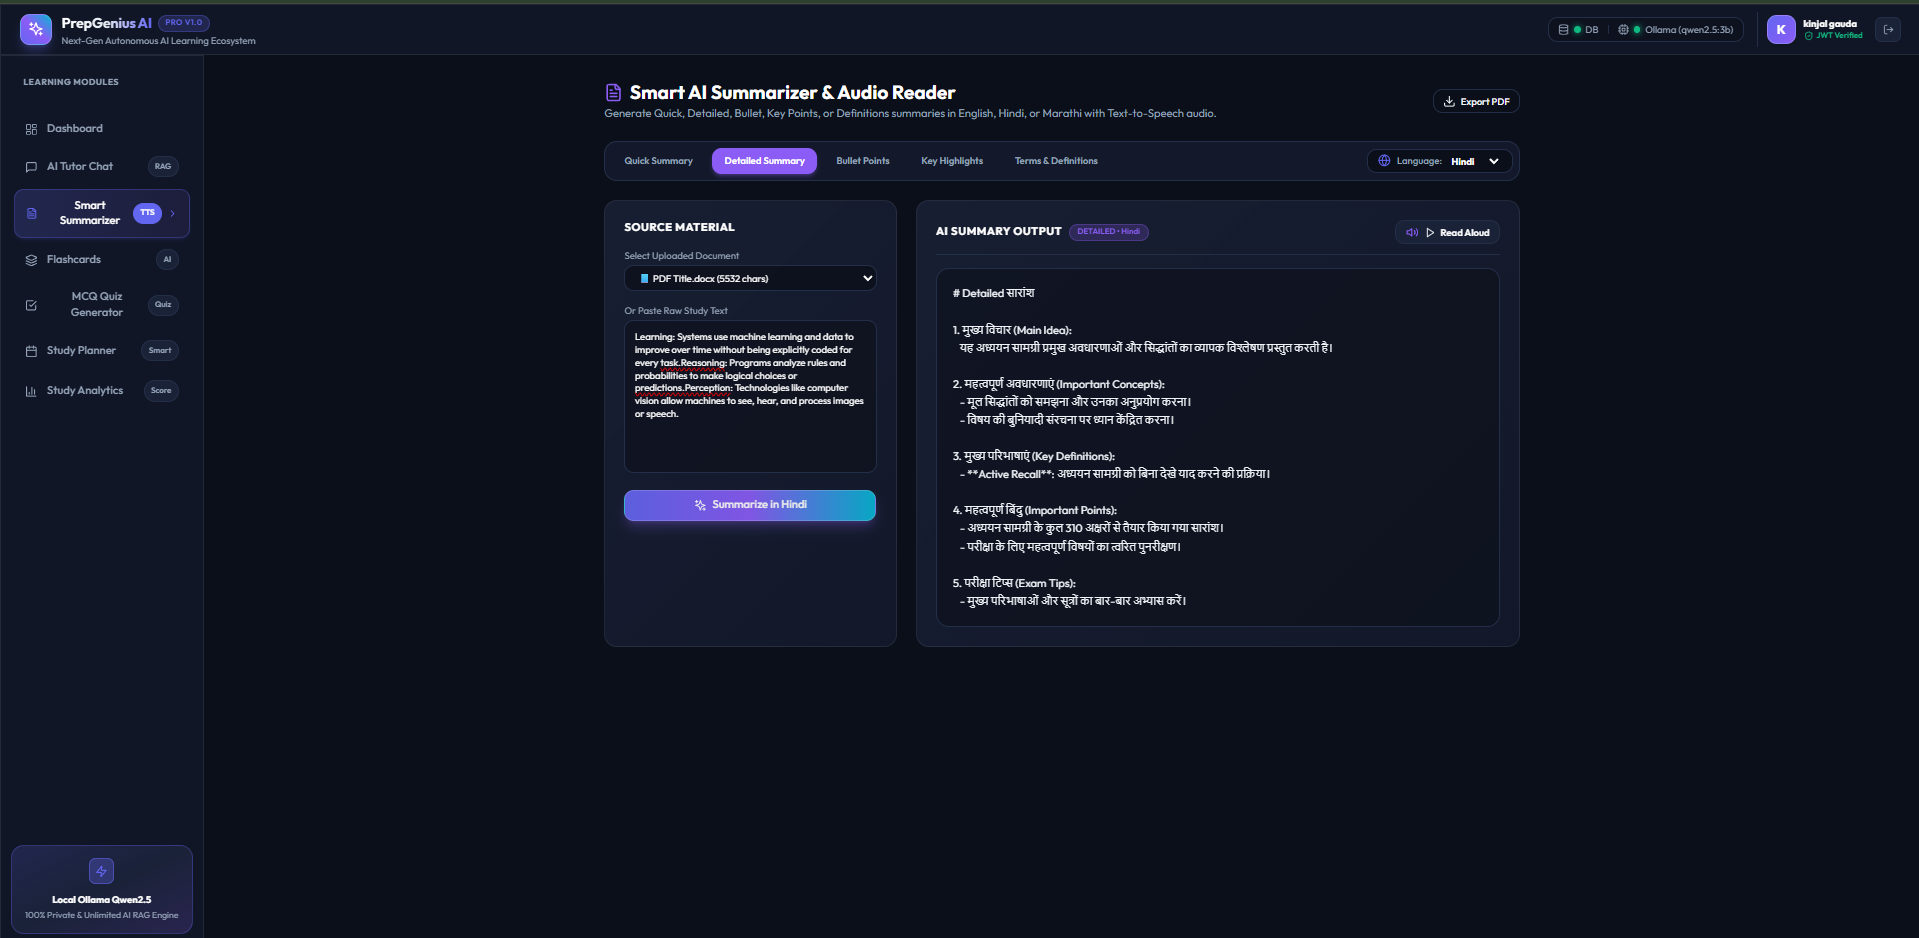 PrepGenius AI PRO V1.0
Next-Gen Autonomous AI Learning Ecosystem
DB
Ollama (qwen2.5:3b)
K
kinjal gauda
JWT Verified
LEARNING MODULES
Dashboard
AI Tutor Chat RAG
Smart
Summarizer
TTS
Flashcards AI
MCQ Quiz
Generator
Quiz
Study Planner Smart
Study Analytics Score
Local Ollama Qwen2.5
100% Private & Unlimited AI RAG Engine
Smart AI Summarizer & Audio Reader
Generate Quick, Detailed, Bullet, Key Points, or Definitions summaries in English, Hindi, or Marathi with Text-to-Speech audio.
Export PDF
Quick Summary Detailed Summary Bullet Points Key Highlights Terms & Definitions
Language: Hindi
SOURCE MATERIAL
Select Uploaded Document
PDF Title.docx (5532 chars)
Or Paste Raw Study Text
Learning: Systems use machine learning and data to
improve over time without being explicitly coded for
every task.Reasoning: Programs analyze rules and
probabilities to make logical choices or
predictions.Perception: Technologies like computer
vision allow machines to see, hear, and process images
or speech.
Summarize in Hindi
AI SUMMARY OUTPUT DETAILED • Hindi
Read Aloud
# Detailed सारांश
1. मुख्य विचार (Main Idea):
यह अध्ययन सामग्री प्रमुख अवधारणाओं और सिद्धांतों का व्यापक विश्लेषण प्रस्तुत करती है।
2. महत्वपूर्ण अवधारणाएं (Important Concepts):
- मूल सिद्धांतों को समझना और उनका अनुप्रयोग करना।
- विषय की बुनियादी संरचना पर ध्यान केंद्रित करना।
3. मुख्य परिभाषाएं (Key Definitions):
- **Active Recall**: अध्ययन सामग्री को बिना देखे याद करने की प्रक्रिया।
4. महत्वपूर्ण बिंदु (Important Points):
- अध्ययन सामग्री के कुल 310 अक्षरों से तैयार किया गया सारांश।
- परीक्षा के लिए महत्वपूर्ण विषयों का त्वरित पुनरीक्षण।
5. परीक्षा टिप्स (Exam Tips):
- मुख्य परिभाषाओं और सूत्रों का बार-बार अभ्यास करें।